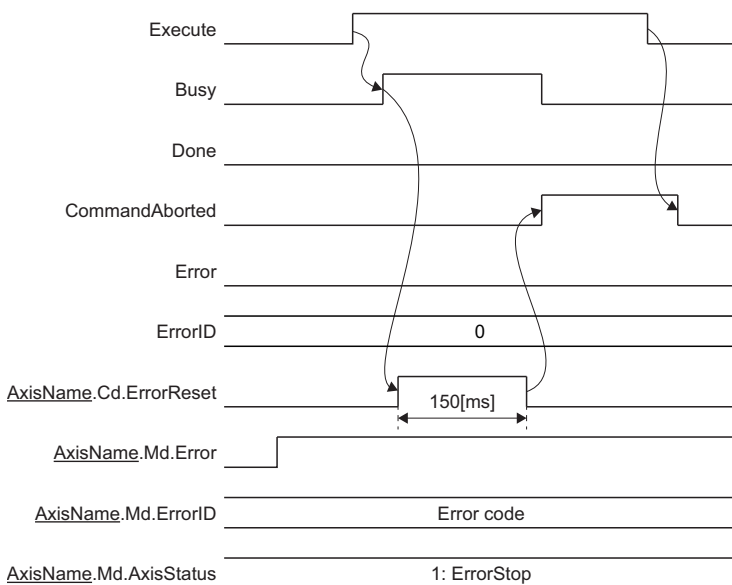 Execute
Busy
Done
CommandAborted
Error
ErrorID
0
AxisName.Cd.ErrorReset
150[ms]
AxisName.Md.Error
AxisName.Md.ErrorID
Error code
AxisName.Md.AxisStatus
1: ErrorStop